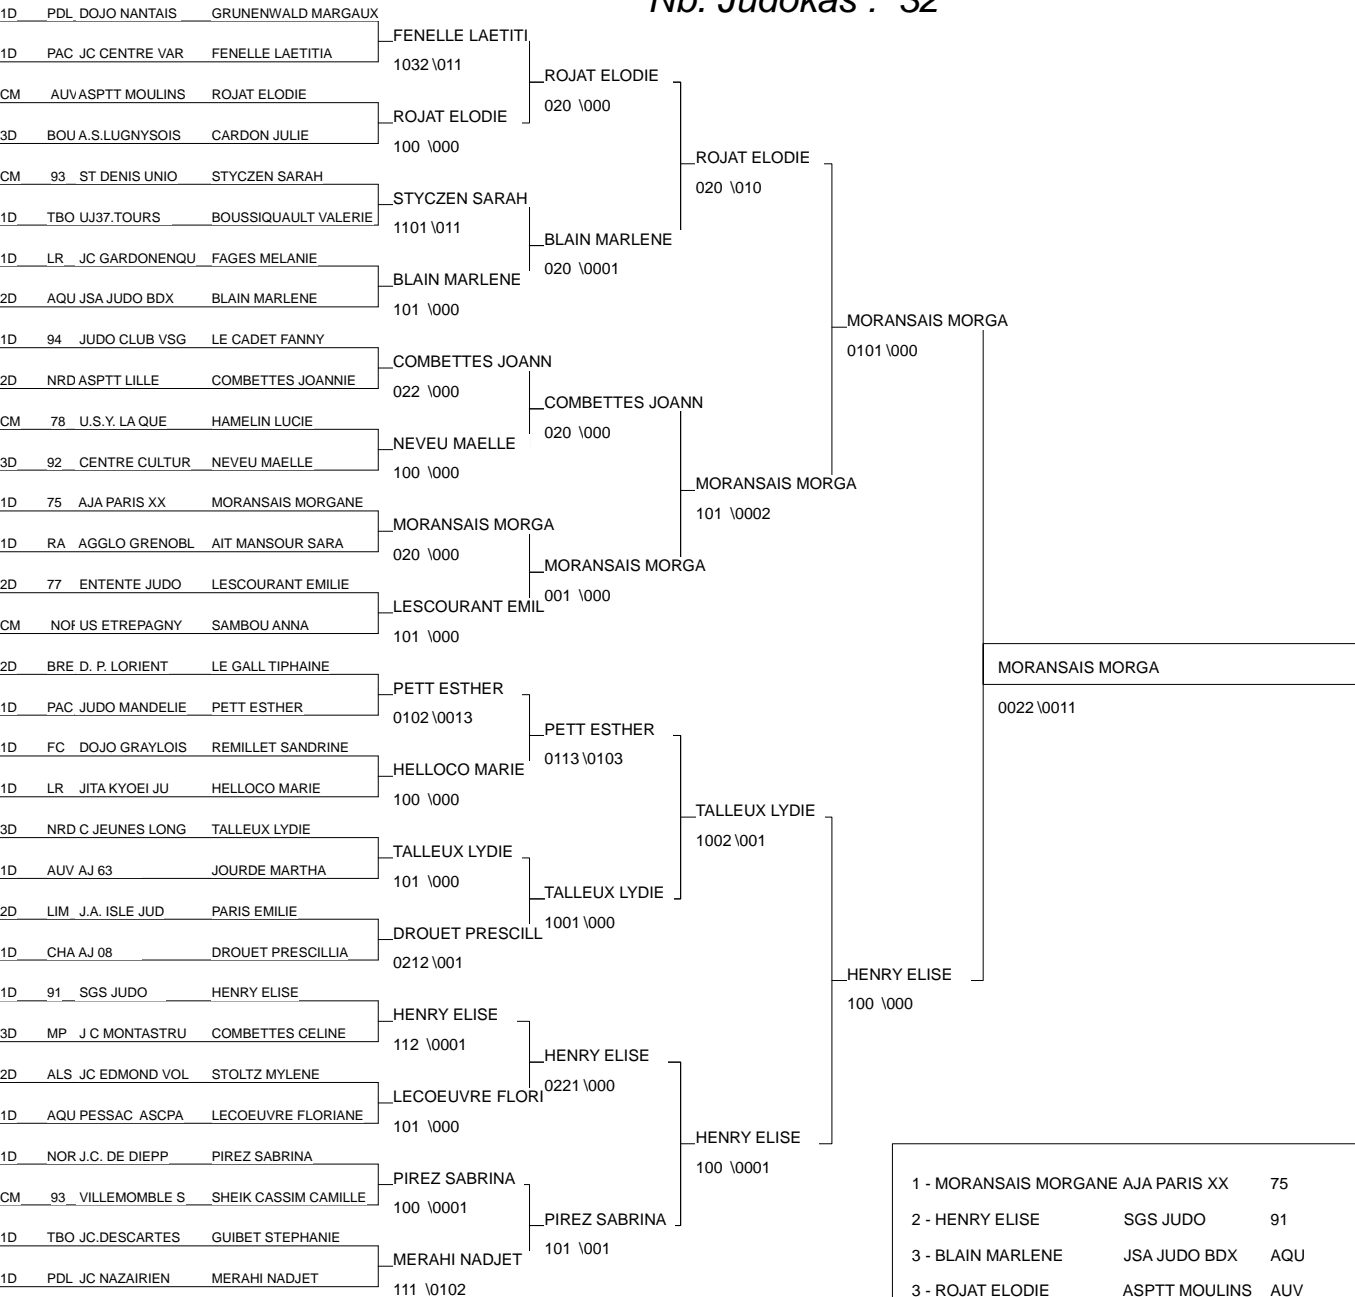 Nb. Judokas : 32
1D PDL DOJO NANTAIS GRUNENWALD MARGAUX
FENELLE LAETITI
1D PAC JC CENTRE VAR FENELLE LAETITIA
1032 \011
ROJAT ELODIE
CM AUV ASPTT MOULINS ROJAT ELODIE
020 \000
ROJAT ELODIE
3D BOU A.S.LUGNYSOIS CARDON JULIE
100 \000
ROJAT ELODIE
CM 93 ST DENIS UNIO STYCZEN SARAH
020 \010
STYCZEN SARAH
1D TBO UJ37.TOURS BOUSSIQUAULT VALERIE
1101 \011
BLAIN MARLENE
1D LR JC GARDONENQU FAGES MELANIE
020 \0001
BLAIN MARLENE
2D AQU JSA JUDO BDX BLAIN MARLENE
101 \000
MORANSAIS MORGA
1D 94 JUDO CLUB VSG LE CADET FANNY
0101 \000
COMBETTES JOANN
2D NRD ASPTT LILLE COMBETTES JOANNIE
022 \000
COMBETTES JOANN
CM 78 U.S.Y. LA QUE HAMELIN LUCIE
020 \000
NEVEU MAELLE
3D 92 CENTRE CULTUR NEVEU MAELLE
100 \000
MORANSAIS MORGA
1D 75 AJA PARIS XX MORANSAIS MORGANE
101 \0002
MORANSAIS MORGA
1D RA AGGLO GRENOBL AIT MANSOUR SARA
020 \000
MORANSAIS MORGA
2D 77 ENTENTE JUDO LESCOURANT EMILIE
001 \000
LESCOURANT EMIL
CM NOR US ETREPAGNY SAMBOU ANNA
101 \000
2D BRE D. P. LORIENT LE GALL TIPHAINE
MORANSAIS MORGA
PETT ESTHER
1D PAC JUDO MANDELIE PETT ESTHER
0022 \0011
0102 \0013
PETT ESTHER
1D FC DOJO GRAYLOIS REMILLET SANDRINE
0113 \0103
HELLOCO MARIE
1D LR JITA KYOEI JU HELLOCO MARIE
100 \000
TALLEUX LYDIE
3D NRD C JEUNES LONG TALLEUX LYDIE
1002 \001
TALLEUX LYDIE
1D AUV AJ 63 JOURDE MARTHA
101 \000
TALLEUX LYDIE
2D LIM J.A. ISLE JUD PARIS EMILIE
1001 \000
DROUET PRESCILL
1D CHA AJ 08 DROUET PRESCILLIA
0212 \001
HENRY ELISE
1D 91 SGS JUDO HENRY ELISE
100 \000
HENRY ELISE
3D MP J C MONTASTRU COMBETTES CELINE
112 \0001
HENRY ELISE
2D ALS JC EDMOND VOL STOLTZ MYLENE
0221 \000
LECOEUVRE FLORI
1D AQU PESSAC ASCPA LECOEUVRE FLORIANE
101 \000
HENRY ELISE
1D NOR J.C. DE DIEPP PIREZ SABRINA
100 \0001
PIREZ SABRINA
CM 93 VILLEMOMBLE S SHEIK CASSIM CAMILLE
100 \0001
PIREZ SABRINA
1D TBO JC.DESCARTES GUIBET STEPHANIE
101 \001
MERAHI NADJET
1D PDL JC NAZAIRIEN MERAHI NADJET
111 \0102
1 - MORANSAIS MORGANE AJA PARIS XX 75
2 - HENRY ELISE SGS JUDO 91
3 - BLAIN MARLENE JSA JUDO BDX AQU
3 - ROJAT ELODIE ASPTT MOULINS AUV